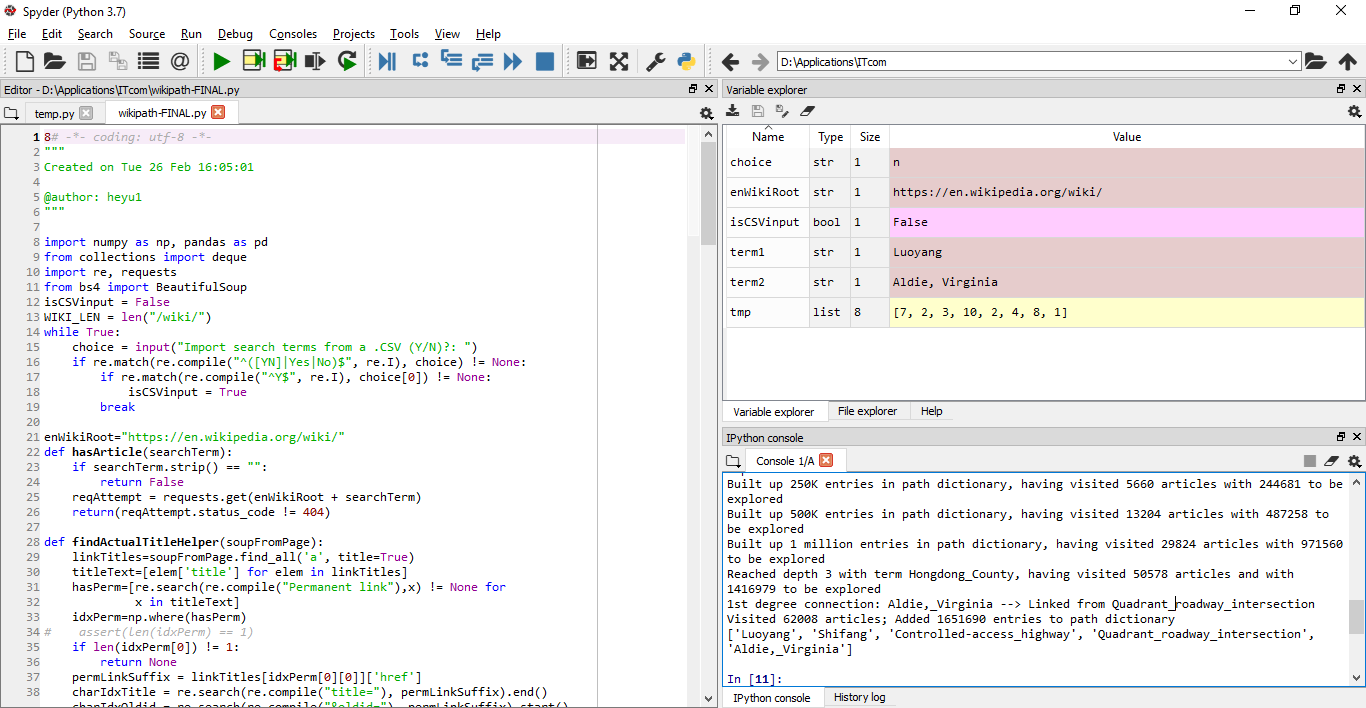 Spyder (Python 3.7)
File Edit Search Source Run Debug Consoles Projects Tools View Help
D:\Applications\ITcom
Editor - D:\Applications\ITcom\wikipath-FINAL.py
temp.py
wikipath-FINAL.py
1 8# -*- coding: utf-8 -*-
2 """
3 Created on Tue 26 Feb 16:05:01
4
5 @author: heyu1
6 """
7
8 import numpy as np, pandas as pd
9 from collections import deque
10 import re, requests
11 from bs4 import BeautifulSoup
12 isCSVinput = False
13 WIKI_LEN = len("/wiki/")
14 while True:
15     choice = input("Import search terms from a .CSV (Y/N)?: ")
16     if re.match(re.compile("^([YN]|Yes|No)$", re.I), choice) != None:
17         if re.match(re.compile("^Y$", re.I), choice[0]) != None:
18             isCSVinput = True
19         break
20
21 enWikiRoot="https://en.wikipedia.org/wiki/"
22 def hasArticle(searchTerm):
23     if searchTerm.strip() == "":
24         return False
25     reqAttempt = requests.get(enWikiRoot + searchTerm)
26     return(reqAttempt.status_code != 404)
27
28 def findActualTitleHelper(soupFromPage):
29     linkTitles=soupFromPage.find_all('a', title=True)
30     titleText=[elem['title'] for elem in linkTitles]
31     hasPerm=[re.search(re.compile("Permanent link"),x) != None for
32              x in titleText]
33     idxPerm=np.where(hasPerm)
34 #    assert(len(idxPerm) == 1)
35     if len(idxPerm[0]) != 1:
36         return None
37     permLinkSuffix = linkTitles[idxPerm[0][0]]['href']
38     charIdxTitle = re.search(re.compile("title="), permLinkSuffix).end()
charIdxOldid = re.search(re.compile("&oldid="), permLinkSuffix).start()
Variable explorer
Name Type Size Value
choice str 1 n
enWikiRoot str 1 https://en.wikipedia.org/wiki/
isCSVinput bool 1 False
term1 str 1 Luoyang
term2 str 1 Aldie, Virginia
tmp list 8 [7, 2, 3, 10, 2, 4, 8, 1]
Variable explorer File explorer Help
IPython console
Console 1/A
Built up 250K entries in path dictionary, having visited 5660 articles with 244681 to be
explored
Built up 500K entries in path dictionary, having visited 13204 articles with 487258 to
be explored
Built up 1 million entries in path dictionary, having visited 29824 articles with 971560
to be explored
Reached depth 3 with term Hongdong_County, having visited 50578 articles and with
1416979 to be explored
1st degree connection: Aldie,_Virginia --> Linked from Quadrant_roadway_intersection
Visited 62008 articles; Added 1651690 entries to path dictionary
['Luoyang', 'Shifang', 'Controlled-access_highway', 'Quadrant_roadway_intersection',
'Aldie,_Virginia']
In [11]:
IPython console History log